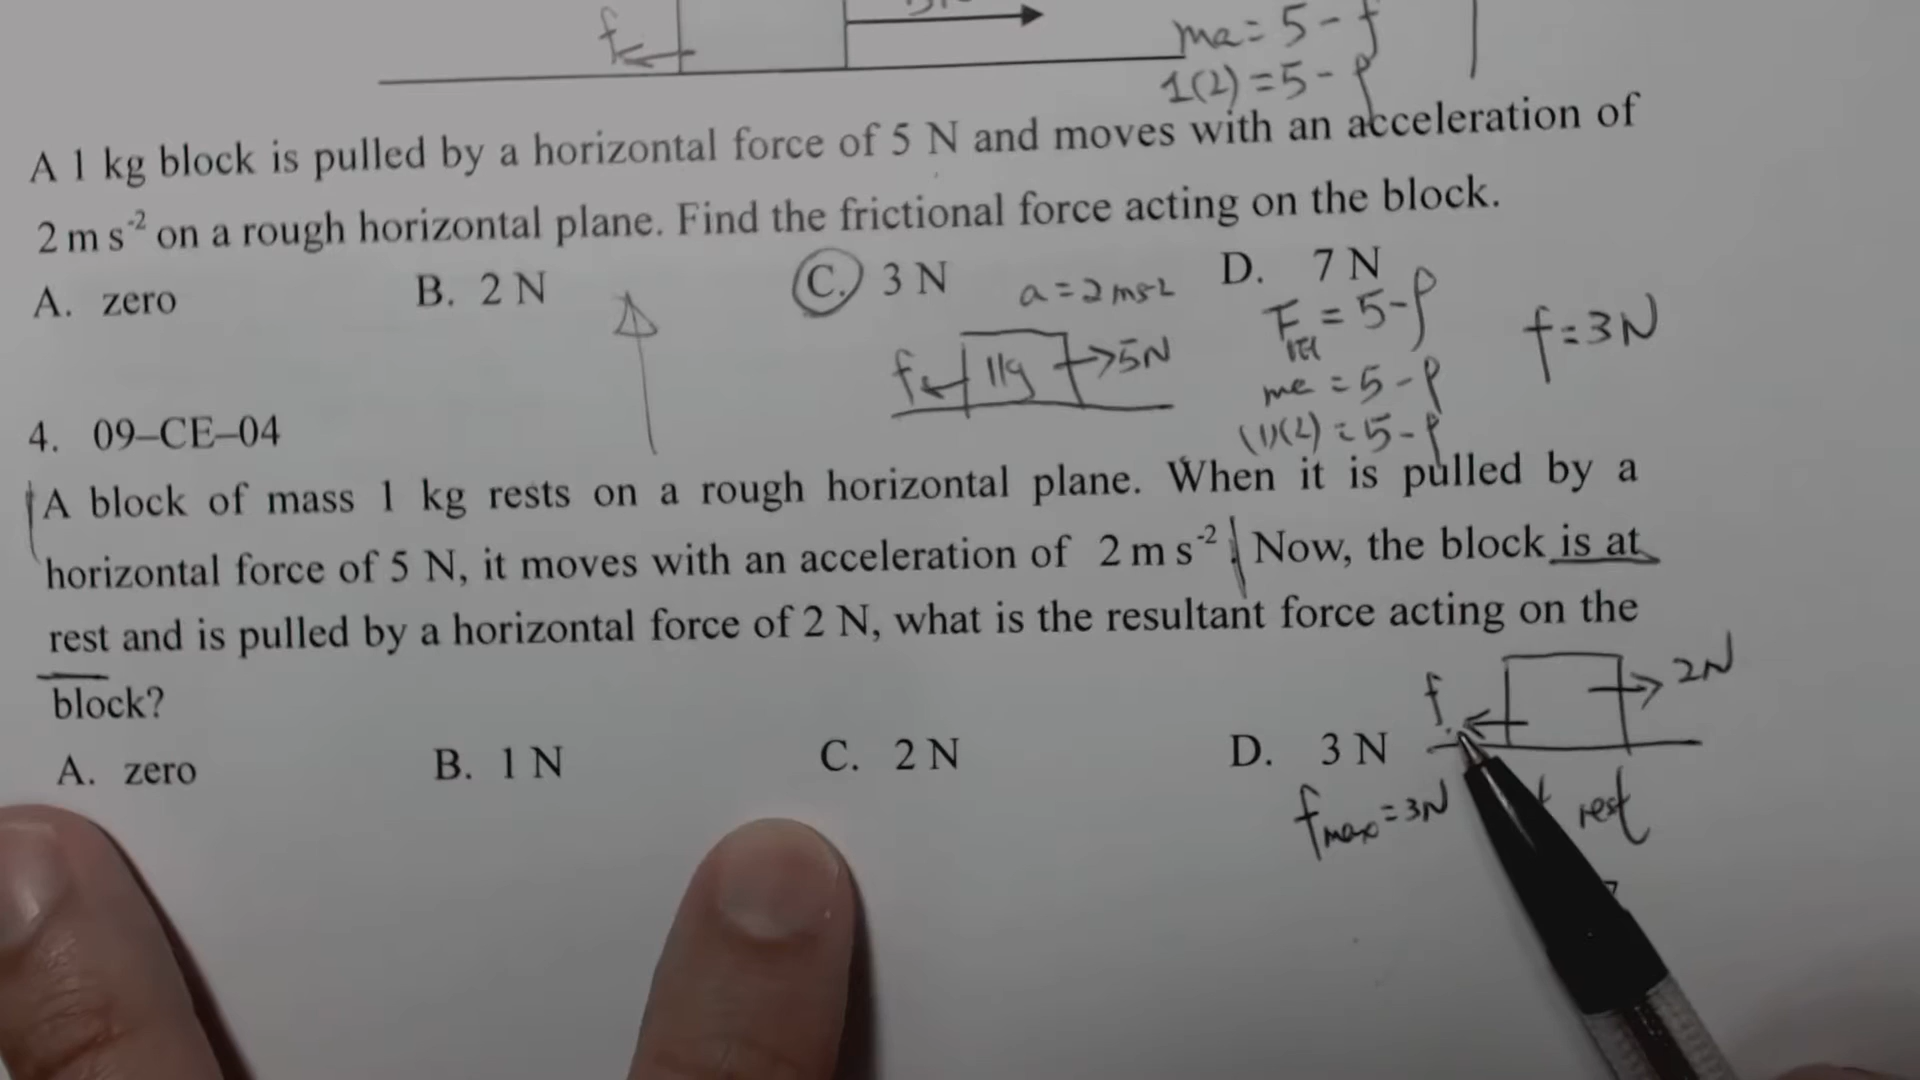 f
ma = 5 - f
1(2) = 5 - f
A 1 kg block is pulled by a horizontal force of 5 N and moves with an acceleration of
2 m s⁻² on a rough horizontal plane. Find the frictional force acting on the block.
A. zero B. 2 N C. 3 N D. 7 N
a = 2 ms-2
f 1kg 5N
= 5 - f
ma = 5 - f
(1)(2) = 5 - f
f = 3N
4. 09–CE–04
A block of mass 1 kg rests on a rough horizontal plane. When it is pulled by a
horizontal force of 5 N, it moves with an acceleration of 2 m s⁻². Now, the block is at
rest and is pulled by a horizontal force of 2 N, what is the resultant force acting on the
block?
f 2N
A. zero B. 1 N C. 2 N D. 3 N
fmax = 3N
rest